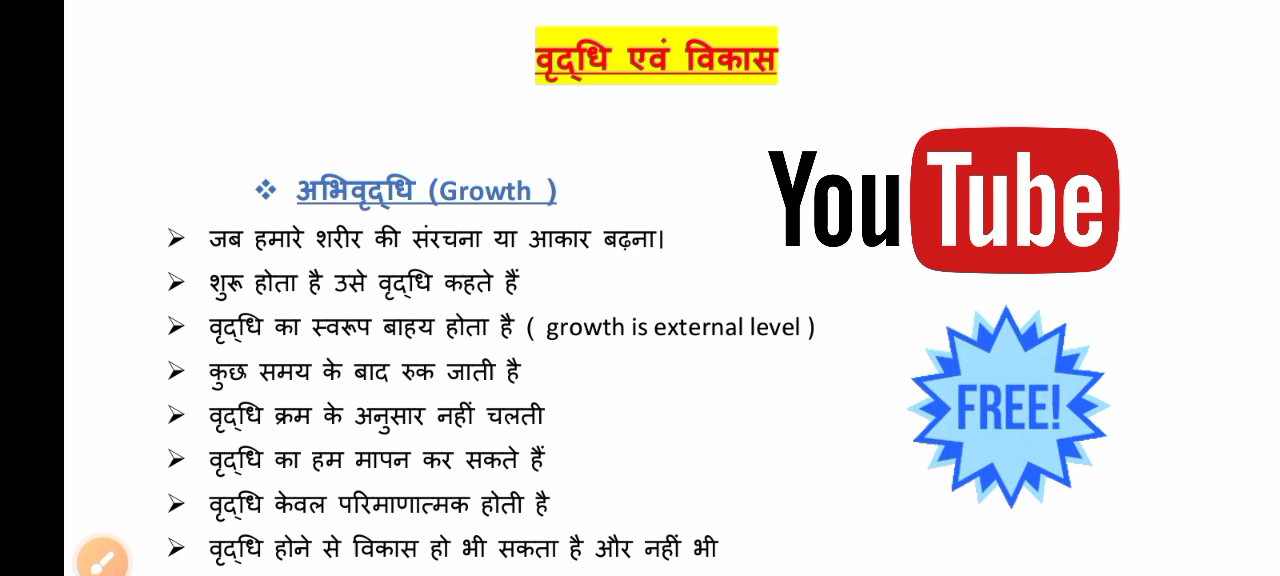 वृद्धि एवं विकास
YouTube
❖ अभिवृद्धि (Growth )
➤ जब हमारे शरीर की संरचना या आकार बढ़ना।
➤ शुरू होता है उसे वृद्धि कहते हैं
➤ वृद्धि का स्वरूप बाहय होता है ( growth is external level )
➤ कुछ समय के बाद रुक जाती है
➤ वृद्धि क्रम के अनुसार नहीं चलती
FREE!
➤ वृद्धि का हम मापन कर सकते हैं
➤ वृद्धि केवल परिमाणात्मक होती है
➤ वृद्धि होने से विकास हो भी सकता है और नहीं भी